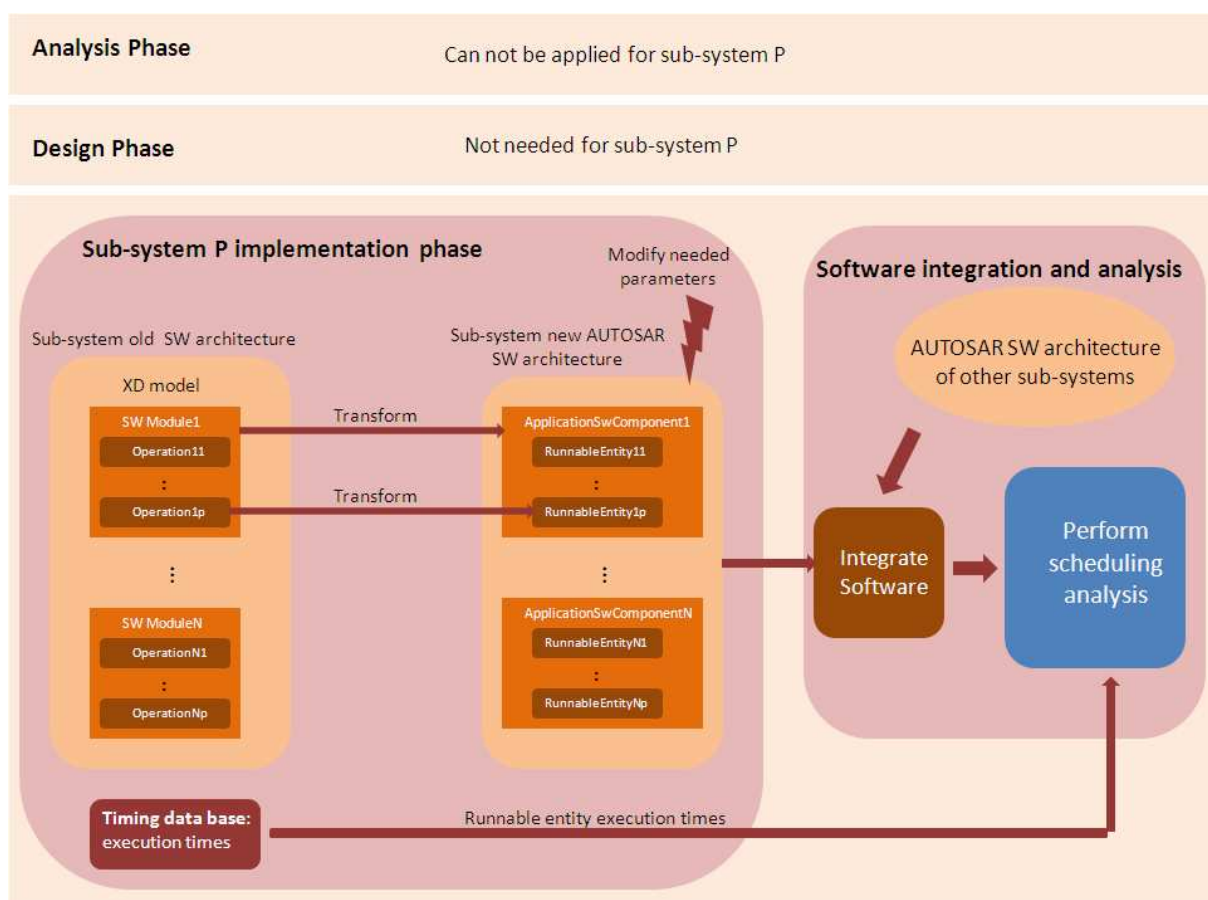 Analysis Phase
Can not be applied for sub-system P
Design Phase
Not needed for sub-system P
Sub-system P implementation phase
Modify needed
parameters
Sub-system old SW architecture
XD model
SW Module1
Operation11
:
Operation1p
⋮
SW ModuleN
OperationN1
:
OperationNp
Transform
Transform
Sub-system new AUTOSAR
SW architecture
ApplicationSwComponent1
RunnableEntity11
:
RunnableEntity1p
⋮
ApplicationSwComponentN
RunnableEntityN1
:
RunnableEntityNp
Timing data base:
execution times
Runnable entity execution times
Software integration and analysis
AUTOSAR SW architecture
of other sub-systems
Integrate
Software
Perform
scheduling
analysis